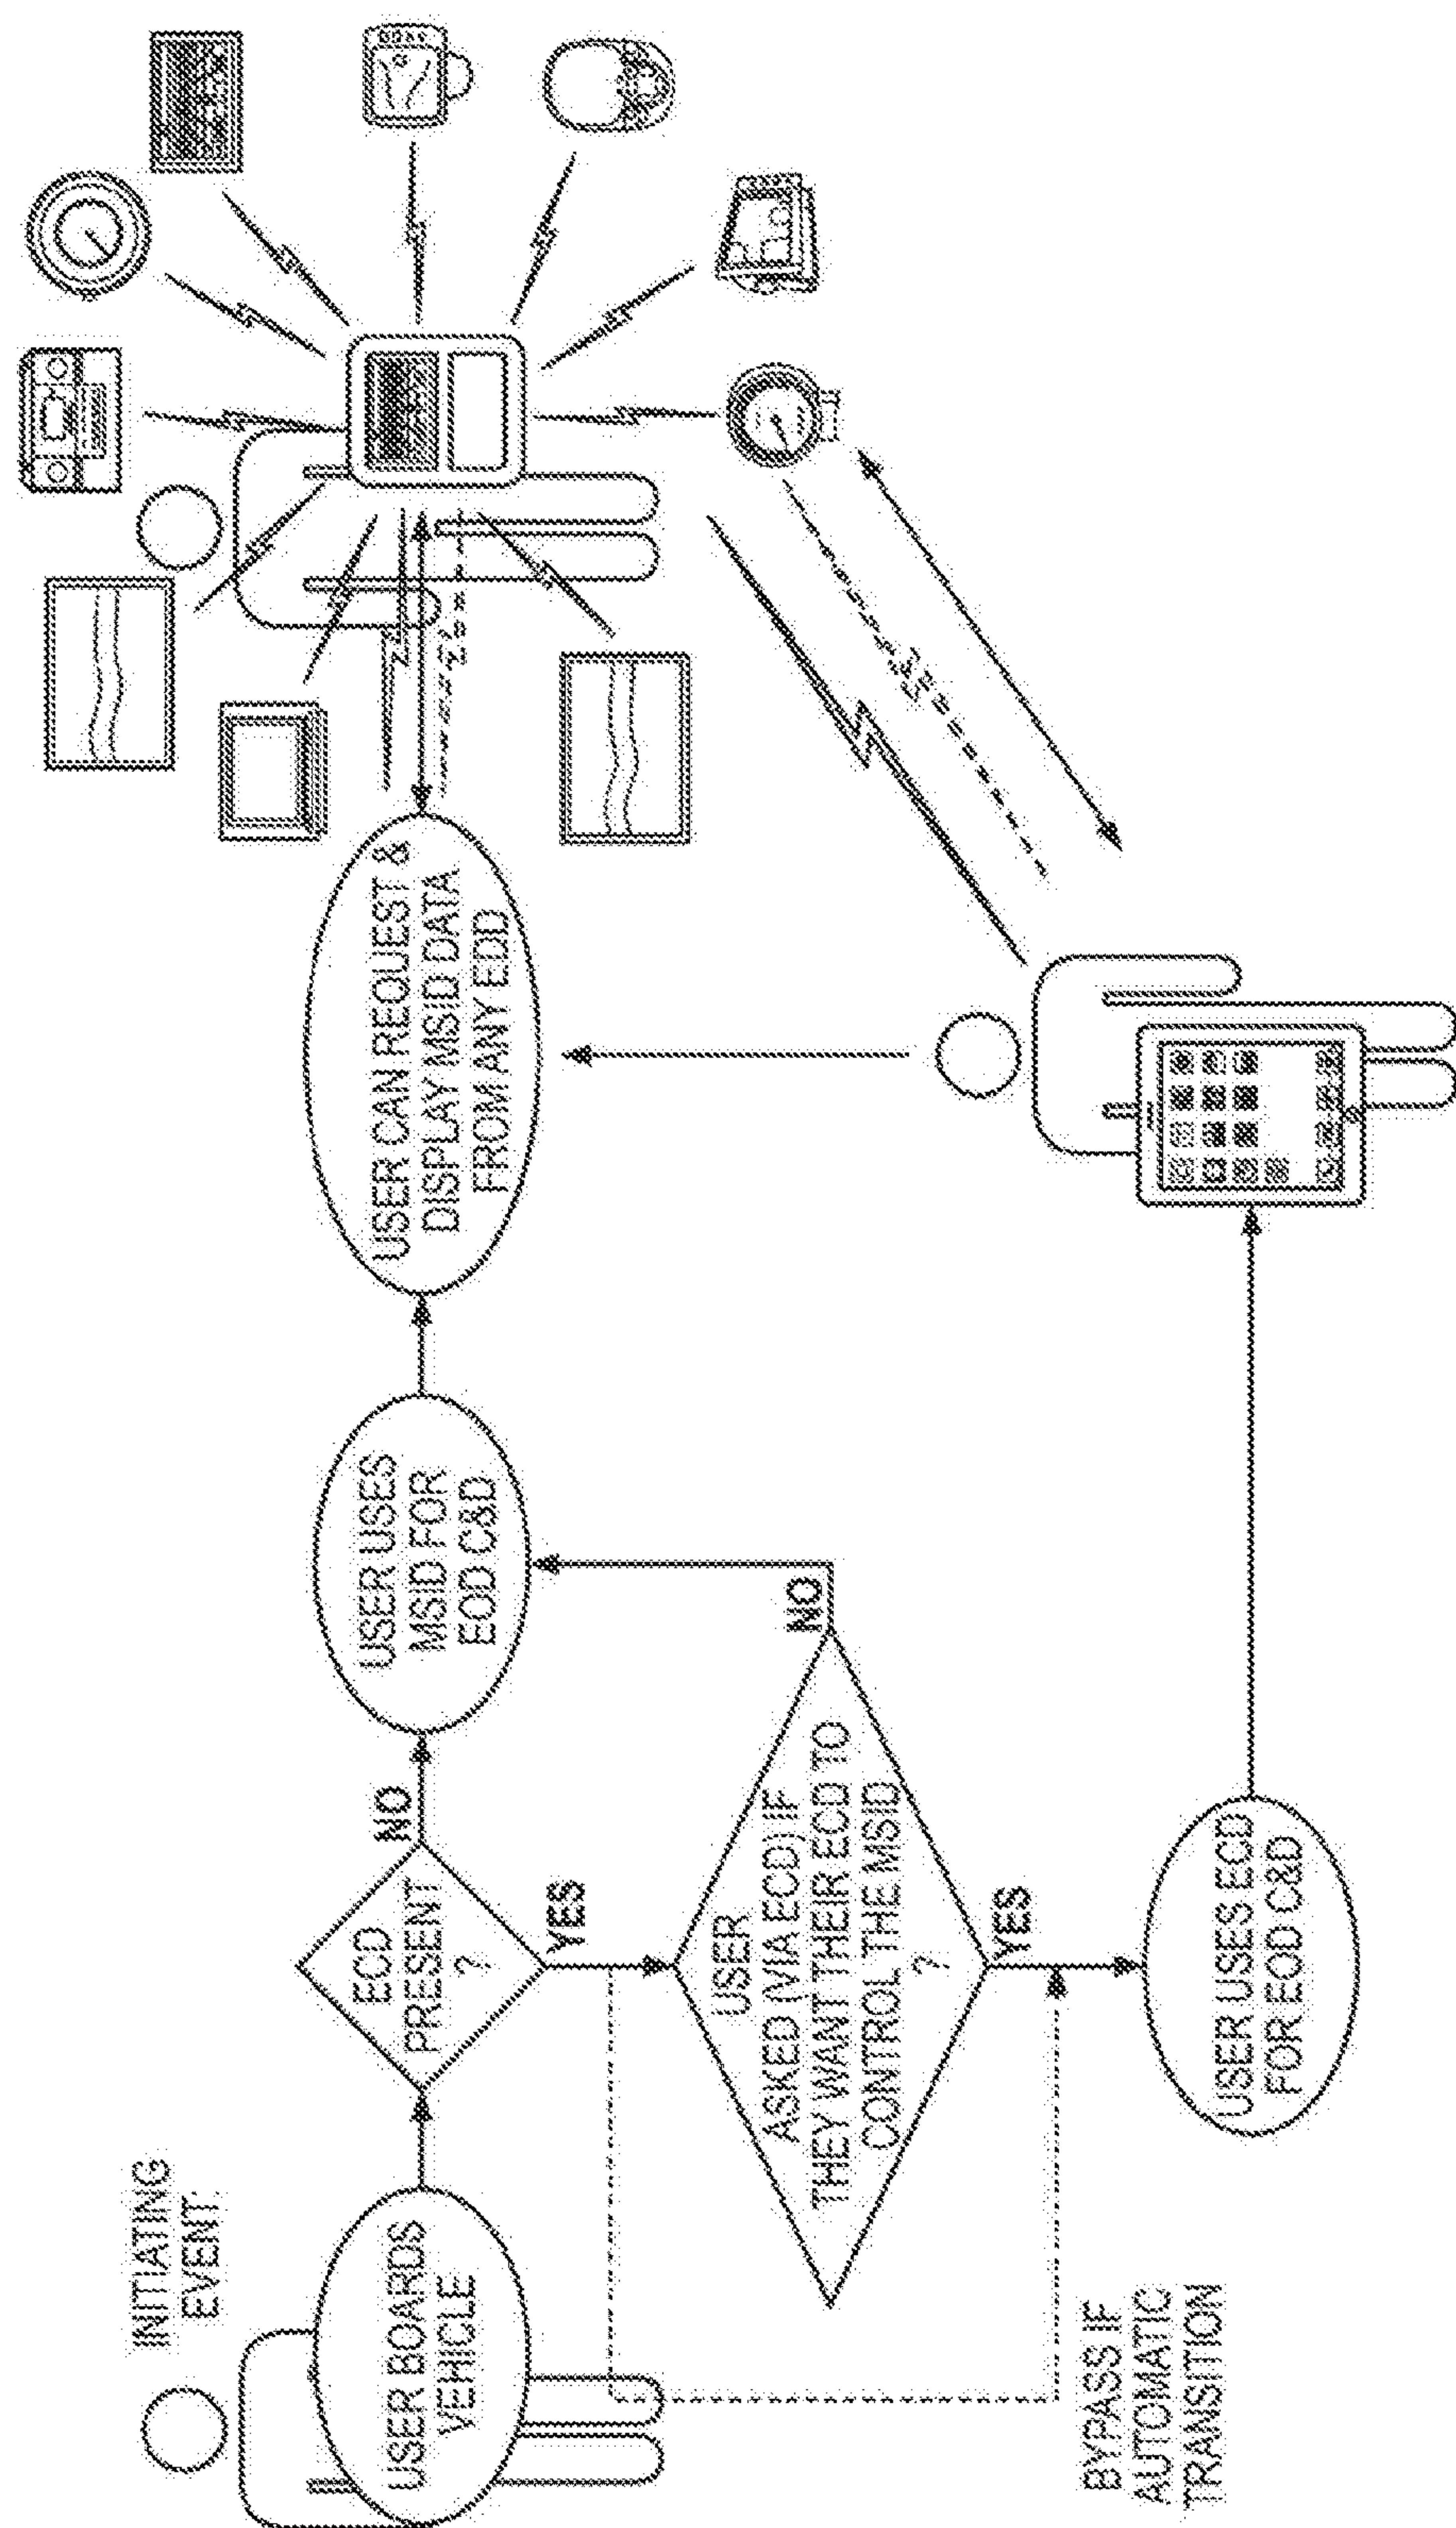 INITIATING
EVENT:
USER BOARDS
VEHICLE
ECD
PRESENT
?
NO
YES
USER USES
MSID FOR
EOD C&D
USER CAN REQUEST &
DISPLAY MSID DATA
FROM ANY EDD
USER
ASKED (VIA ECD) IF
THEY WANT THEIR ECD TO
CONTROL THE MSID
?
NO
YES
BYPASS IF
AUTOMATIC
TRANSITION
USER USES ECD
FOR EOD C&D